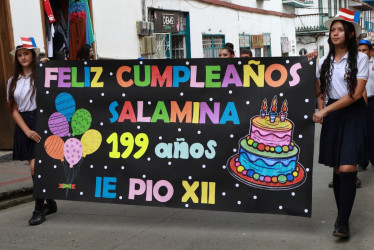 FELIZ CUMPLEAÑOS
SALAMINA
199 años
IE PIO XII